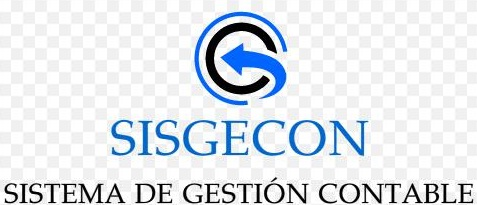 SISGECON
SISTEMA DE GESTIÓN CONTABLE